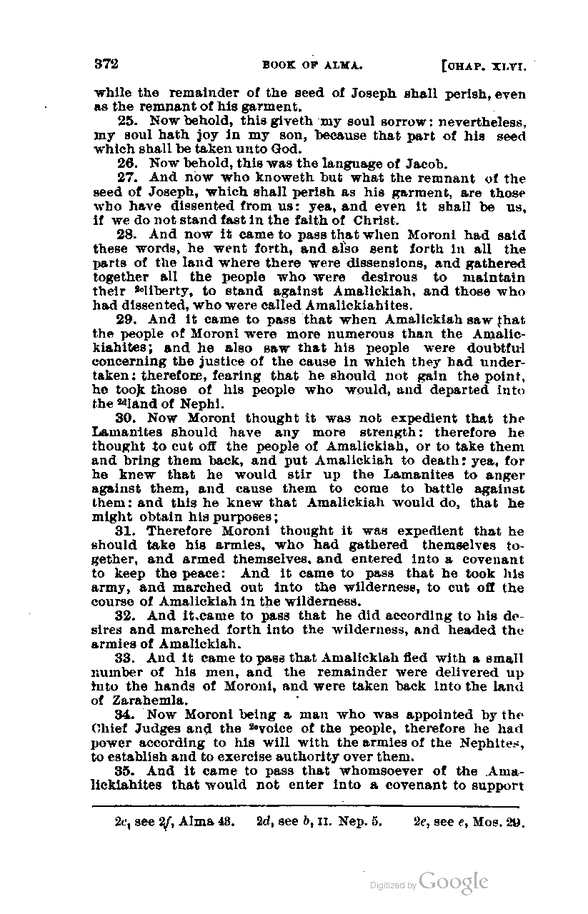 372 BOOK OF ALMA. [CHAP. XLVI.
while the remainder of the seed of Joseph shall perish, even
as the remnant of his garment.
25. Now behold, this giveth my soul sorrow: nevertheless,
my soul hath joy in my son, because that part of his seed
which shall be taken unto God.
26. Now behold, this was the language of Jacob.
27. And now who knoweth but what the remnant of the
seed of Joseph, which shall perish as his garment, are those
who have dissented from us: yea, and even it shall be us,
if we do not stand fast in the faith of Christ.
28. And now it came to pass that when Moroni had said
these words, he went forth, and also sent forth in all the
parts of the land where there were dissensions, and gathered
together all the people who were desirous to maintain
their 2cliberty, to stand against Amalickiah, and those who
had dissented, who were called Amalickiahites.
29. And it came to pass that when Amalickiah saw that
the people of Moroni were more numerous than the Amalic-
kiahites; and he also saw that his people were doubtful
concerning the justice of the cause in which they had under-
taken: therefore, fearing that he should not gain the point,
he took those of his people who would, and departed into
the 2dland of Nephi.
30. Now Moroni thought it was not expedient that the
Lamanites should have any more strength: therefore he
thought to cut off the people of Amalickiah, or to take them
and bring them back, and put Amalickiah to death: yea, for
he knew that he would stir up the Lamanites to anger
against them, and cause them to come to battle against
them: and this he knew that Amalickiah would do, that he
might obtain his purposes;
31. Therefore Moroni thought it was expedient that he
should take his armies, who had gathered themselves to-
gether, and armed themselves, and entered into a covenant
to keep the peace: And it came to pass that he took his
army, and marched out into the wilderness, to cut off the
course of Amalickiah in the wilderness.
32. And it came to pass that he did according to his de-
sires and marched forth into the wilderness, and headed the
armies of Amalickiah.
33. And it came to pass that Amalickiah fled with a small
number of his men, and the remainder were delivered up
into the hands of Moroni, and were taken back into the land
of Zarahemla.
34. Now Moroni being a man who was appointed by the
Chief Judges and the 2evoice of the people, therefore he had
power according to his will with the armies of the Nephites,
to establish and to exercise authority over them.
35. And it came to pass that whomsoever of the Ama-
lickiahites that would not enter into a covenant to support
2c, see 2f, Alma 48. 2d, see b, II. Nep. 5. 2e, see e, Mos. 29.
Digitized by Google